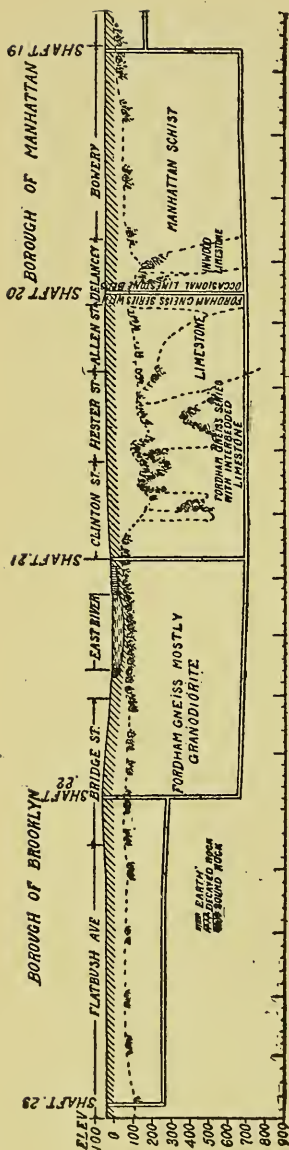 BOROUGH OF BROOKLYN
BOROUGH OF MANHATTAN
FLATBUSH AVE
BRIDGE ST.
EAST RIVER
CLINTON ST.
HESTER ST
ALLEN ST
DELANCEY
BOWERY
SHAFT.23
SHAFT 22
SHAFT.21
SHAFT 20
SHAFT.19
ELEV
100
0
100
200
300
400
500
600
700
800
900
EARTH
DECAYED ROCK
SOUND ROCK
FORDHAM GNEISS MOSTLY
GRANODIORITE
FORDHAM GNEISS SERIES
WITH INTERBEDDED
LIMESTONE
LIMESTONE
FORDHAM GNEISS SERIES
OCCASIONAL LIMESTONE BEDS
INWOOD
LIMESTONE
MANHATTAN SCHIST